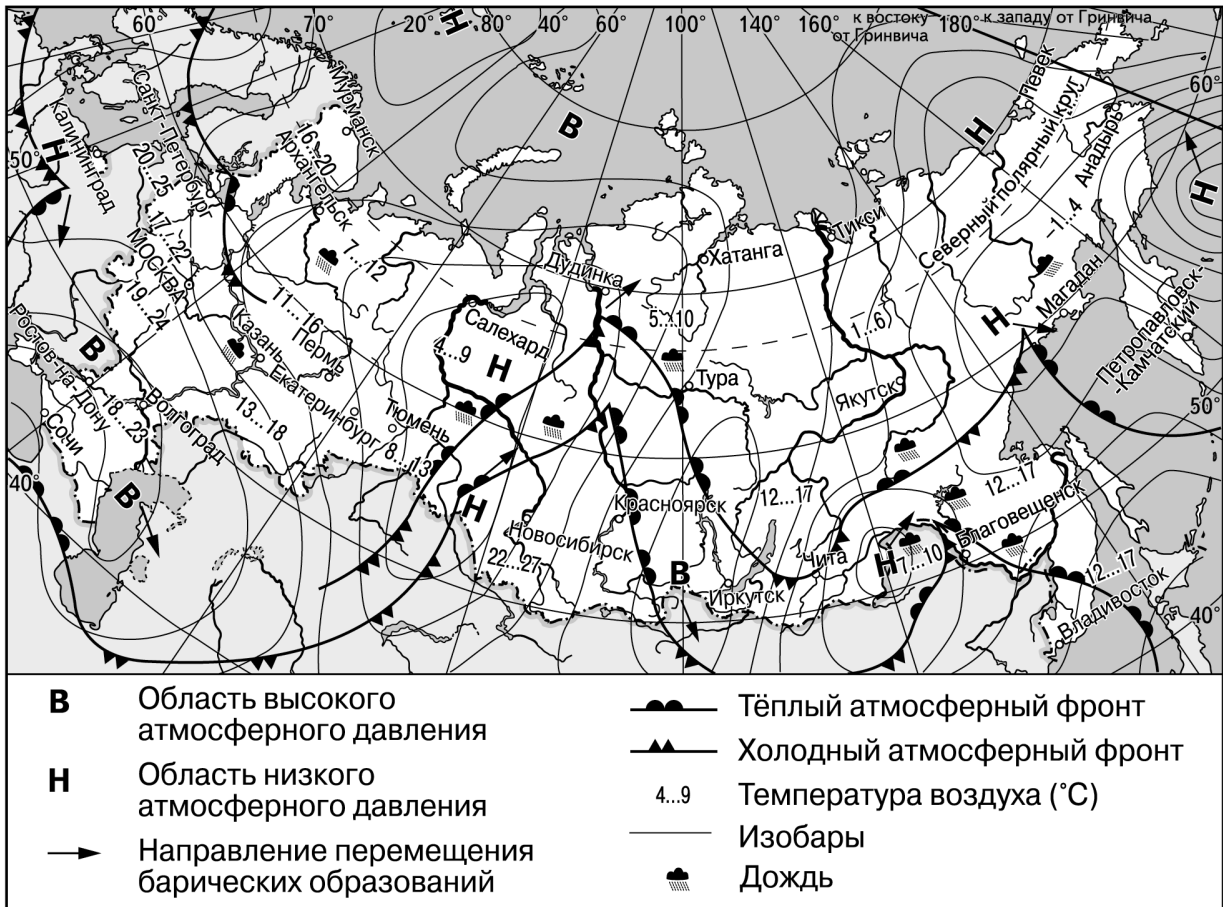 60° 70° 20° 80° 40° 60° 100° 120° 140° 160° 180°
к востоку от Гринвича
к западу от Гринвича
Н
В
Н
Певек
60°
Мурманск
Санкт-Петербург
Калининград
Н
50°
16...20
Архангельск
20...25
17...22
МОСКВА
19...24
7...12
11...16
Северный полярный круг
Анадырь
Н
–1...4
Тикси
Хатанга
Дудинка
5...10
1...6
Магадан
Н
Петропавловск-
-Камчатский
Салехард
4...9
Н
Казань
Пермь
В
Ростов-на-Дону
Екатеринбург
Тюмень
8...13
13...18
Волгоград
18...23
Сочи
40°
В
Тура
Якутск
50°
Н
Новосибирск
22...27
Красноярск
12...17
В
Иркутск
Чита
Н
7...10
12...17
Благовещенск
12...17
Владивосток
40°
В Область высокого
атмосферного давления
Н Область низкого
атмосферного давления
Направление перемещения
барических образований
Тёплый атмосферный фронт
Холодный атмосферный фронт
4...9 Температура воздуха (°С)
Изобары
Дождь